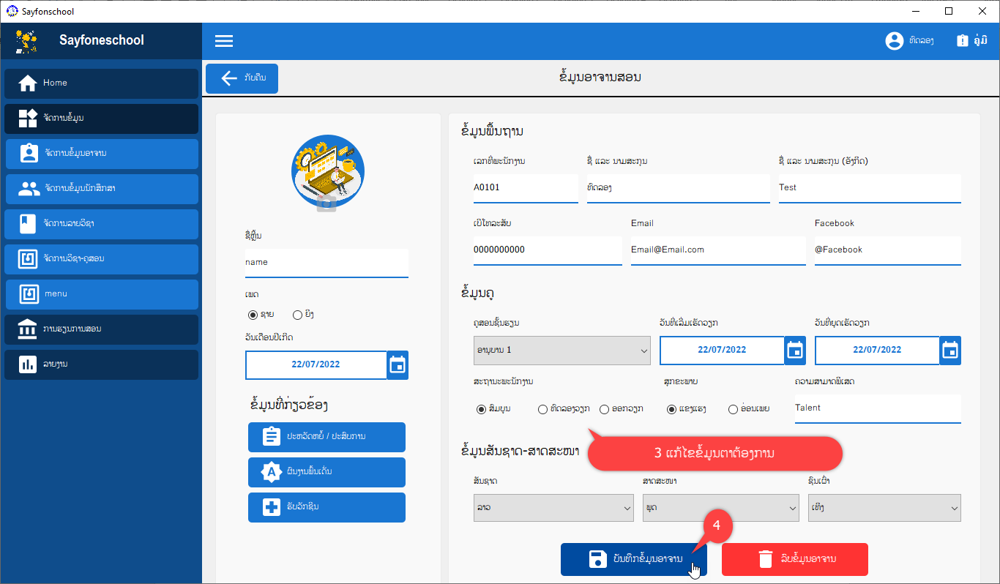 Sayfonschool
Sayfoneschool
ທົດລອງ
ຄູ່ມື
Home
ຈັດການຂໍ້ມູນ
ຈັດການຂໍ້ມູນອາຈານ
ຈັດການຂໍ້ມູນນັກສຶກສາ
ຈັດການລາຍວິຊາ
ຈັດການວິຊາ-ຄູສອນ
menu
ການຮຽນການສອນ
ລາຍງານ
ກັບຄືນ
ຂໍ້ມູນອາຈານສອນ
ຊື່ຫຼິ້ນ
name
ເພດ
ຊາຍ ຍິງ
ວັນເດືອນປີເກີດ
22/07/2022
ຂໍ້ມູນທີ່ກ່ຽວຂ້ອງ
ປະຫວັດຫຍໍ້ / ປະສົບການ
ຜົນງານພົ້ນເດັ່ນ
ຮັບວັກຊິນ
ຂໍ້ມູນພື້ນຖານ
ເລກທີ່ພະນັກງານ ຊື່ ແລະ ນາມສະກຸນ ຊື່ ແລະ ນາມສະກຸນ (ອັງກິດ)
A0101 ທົດລອງ Test
ເບີໂທລະສັບ Email Facebook
0000000000 Email@Email.com @Facebook
ຂໍ້ມູນຄູ
ຄູສອນຊັ້ນຮຽນ ວັນທີ່ເລີ່ມເຮັດວຽກ ວັນທີ່ຢຸດເຮັດວຽກ
ອານຸບານ 1 22/07/2022 22/07/2022
ສະຖານະພະນັກງານ ສຸກຂະພາບ ຄວາມສາມາດພິເສດ
ສົມບຸນ ທົດລອງວຽກ ອອກວຽກ ແຂງແຮງ ອ່ອນເພຍ Talent
3 ແກ້ໄຂຂໍ້ມູນຕາຕ້ອງການ
ຂໍ້ມູນສັນຊາດ-ສາດສະໜາ
ສັນຊາດ ສາດສະໜາ ຊົນເຜົ່າ
ລາວ ພຸດ ເທິງ
4
ບັນທຶກຂໍ້ມູນອາຈານ ລົບຂໍ້ມູນອາຈານ